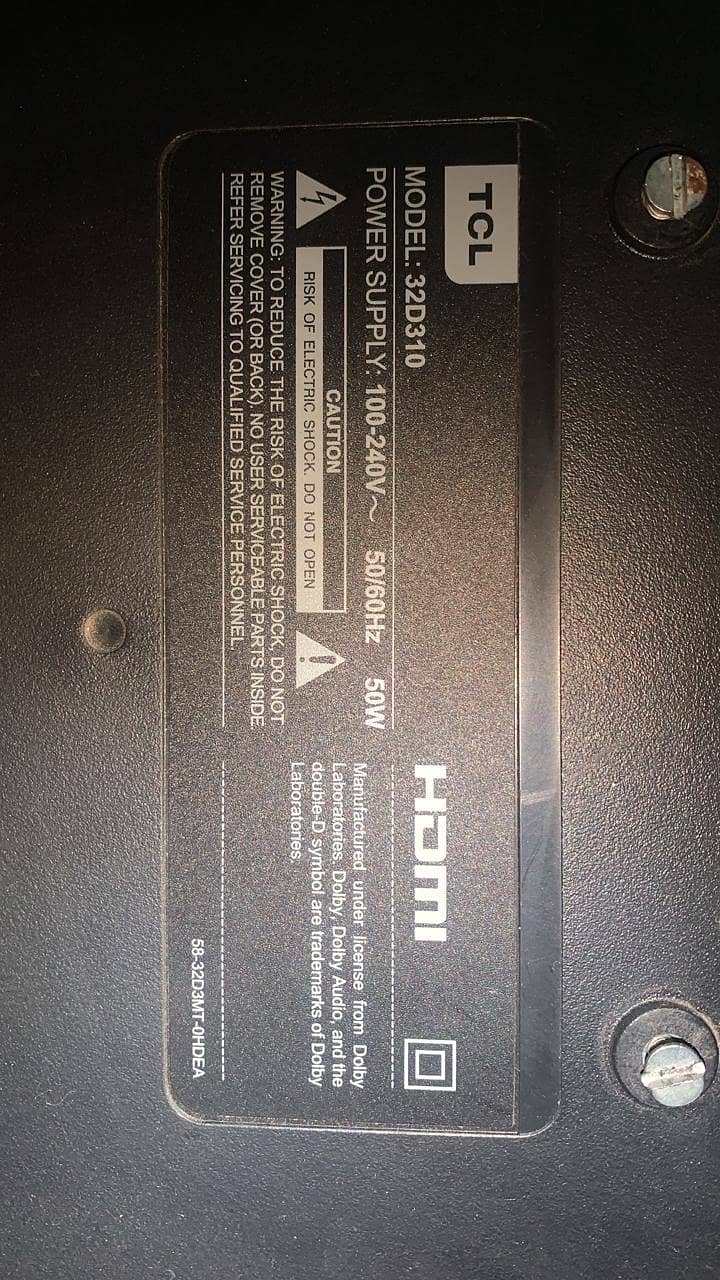 TCL
MODEL: 32D310
POWER SUPPLY: 100-240V~ 50/60Hz 50W
CAUTION
RISK OF ELECTRIC SHOCK. DO NOT OPEN
WARNING: TO REDUCE THE RISK OF ELECTRIC SHOCK, DO NOT
REMOVE COVER (OR BACK). NO USER SERVICEABLE PARTS INSIDE.
REFER SERVICING TO QUALIFIED SERVICE PERSONNEL.
HDMI
Manufactured under license from Dolby
Laboratories. Dolby, Dolby Audio, and the
double-D symbol are trademarks of Dolby
Laboratories.
58-32D3MT-0HDEA